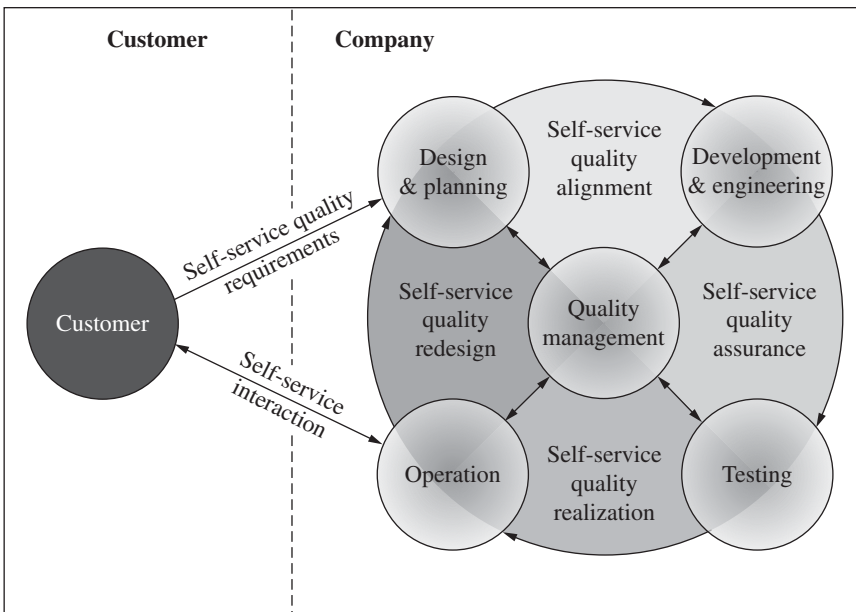 Customer
Company
Design
& planning
Self-service
quality
alignment
Development
& engineering
Self-service quality
requirements
Customer
Self-service
quality
redesign
Quality
management
Self-service
quality
assurance
Self-service
interaction
Operation
Self-service
quality
realization
Testing